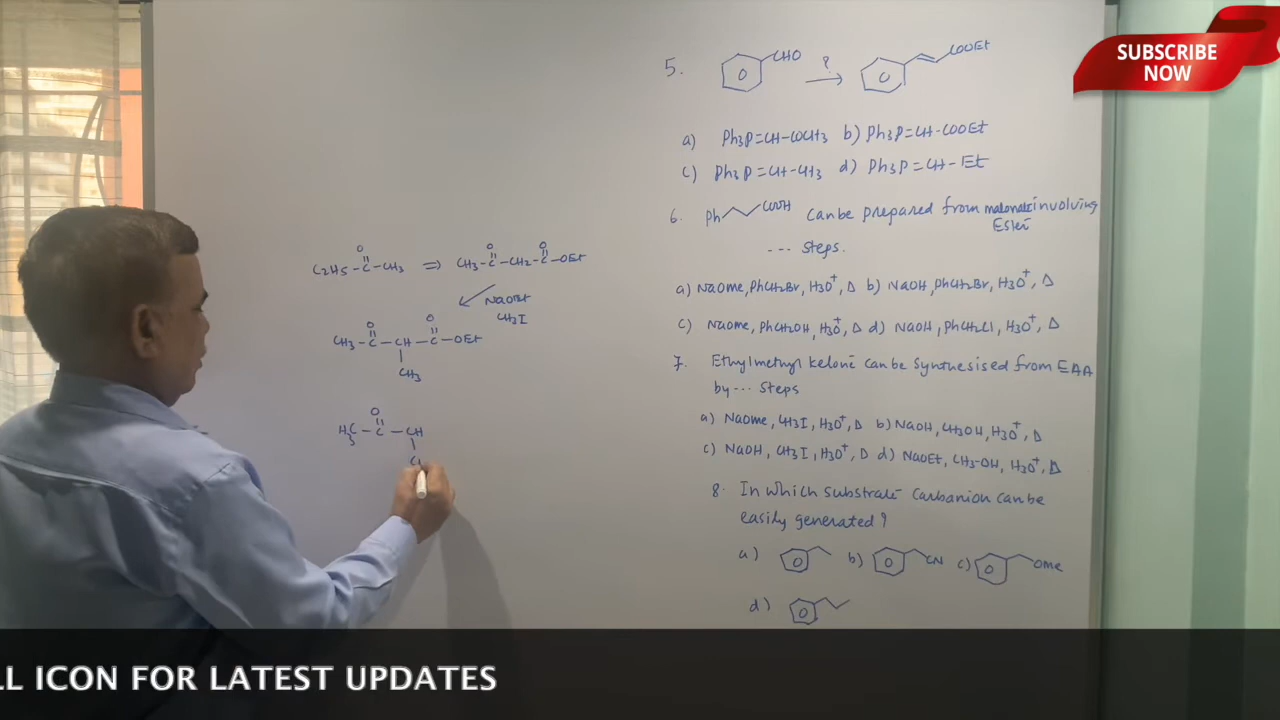 SUBSCRIBE
NOW
O
C2H5-C-CH3 ⇒ CH3-C-CH2-C-OEt
O O
NaOEt
CH3I
O O
CH3-C-CH-C-OEt
CH3
O
H3C-C-CH
5. CHO ? COOEt
a) Ph3P=CH-COCH3 b) Ph3P=CH-COOEt
c) Ph3P=CH-CH3 d) Ph3P=CH-Et
6. Ph COOH can be prepared from malonate involving
Ester
... steps.
a) NaOme, PhCH2Br, H3O+, Δ b) NaOH, PhCH2Br, H3O+, Δ
c) NaOme, PhCH2OH, H3O+, Δ d) NaOH, PhCH2Cl, H3O+, Δ
7. Ethylmethyl ketone can be synthesised from EAA
by ... Steps
a) NaOme, CH3I, H3O+, Δ b) NaOH, CH3OH, H3O+, Δ
c) NaOH, CH3I, H3O+, Δ d) NaOEt, CH3-OH, H3O+, Δ
8. In which substrate Carbanion can be
easily generated?
a) b) CN c) OMe
d)
LL ICON FOR LATEST UPDATES